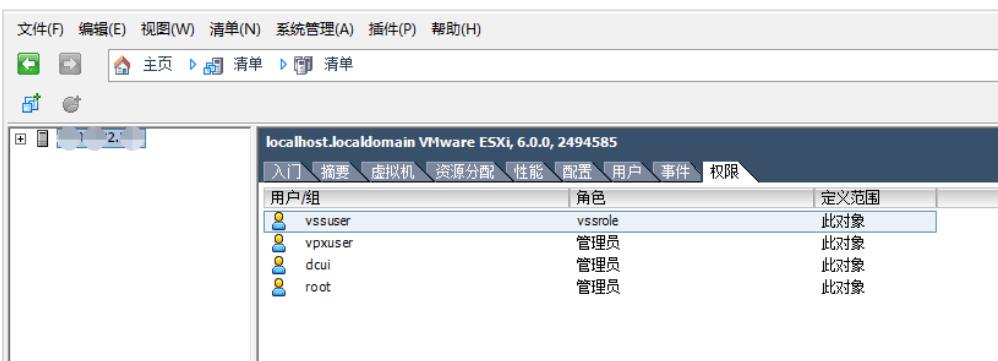 文件(F) 编辑(E) 视图(W) 清单(N) 系统管理(A) 插件(P) 帮助(H)
主页 清单 清单
2.
localhost.localdomain VMware ESXi, 6.0.0, 2494585
入门 摘要 虚拟机 资源分配 性能 配置 用户 事件 权限
用户/组 角色 定义范围
vssuser vssrole 此对象
vpxuser 管理员 此对象
dcui 管理员 此对象
root 管理员 此对象